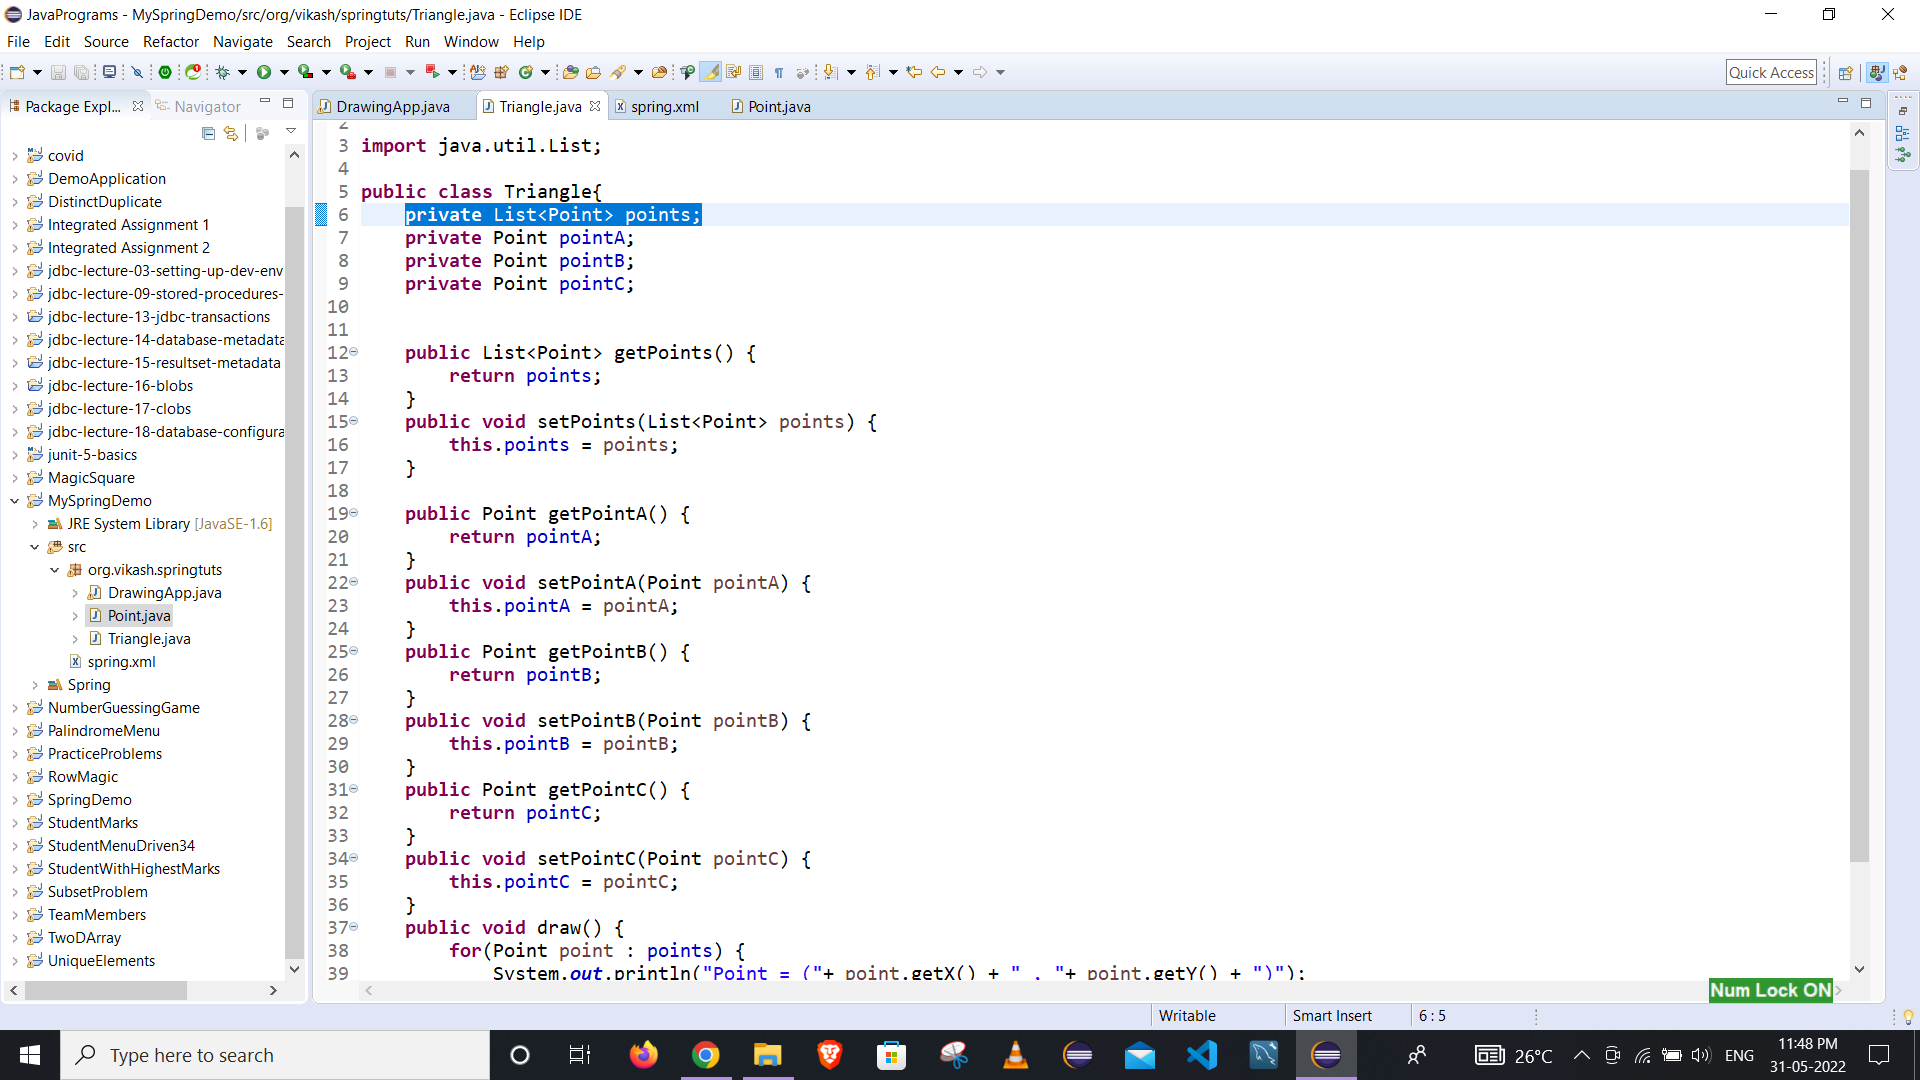 JavaPrograms - MySpringDemo/src/org/vikash/springtuts/Triangle.java - Eclipse IDE
File Edit Source Refactor Navigate Search Project Run Window Help
Quick Access
Package Expl... Navigator
DrawingApp.java Triangle.java spring.xml Point.java
covid
DemoApplication
DistinctDuplicate
Integrated Assignment 1
Integrated Assignment 2
jdbc-lecture-03-setting-up-dev-env
jdbc-lecture-09-stored-procedures-
jdbc-lecture-13-jdbc-transactions
jdbc-lecture-14-database-metadata
jdbc-lecture-15-resultset-metadata
jdbc-lecture-16-blobs
jdbc-lecture-17-clobs
jdbc-lecture-18-database-configura
junit-5-basics
MagicSquare
MySpringDemo
JRE System Library [JavaSE-1.6]
src
org.vikash.springtuts
DrawingApp.java
Point.java
Triangle.java
spring.xml
Spring
NumberGuessingGame
PalindromeMenu
PracticeProblems
RowMagic
SpringDemo
StudentMarks
StudentMenuDriven34
StudentWithHighestMarks
SubsetProblem
TeamMembers
TwoDArray
UniqueElements
2
3 import java.util.List;
4
5 public class Triangle{
6 private List<Point> points;
7 private Point pointA;
8 private Point pointB;
9 private Point pointC;
10
11
12 public List<Point> getPoints() {
13 return points;
14 }
15 public void setPoints(List<Point> points) {
16 this.points = points;
17 }
18
19 public Point getPointA() {
20 return pointA;
21 }
22 public void setPointA(Point pointA) {
23 this.pointA = pointA;
24 }
25 public Point getPointB() {
26 return pointB;
27 }
28 public void setPointB(Point pointB) {
29 this.pointB = pointB;
30 }
31 public Point getPointC() {
32 return pointC;
33 }
34 public void setPointC(Point pointC) {
35 this.pointC = pointC;
36 }
37 public void draw() {
38 for(Point point : points) {
39 System.out.println("Point = ("+ point.getX() + " , "+ point.getY() + ")");
Num Lock ON
Writable Smart Insert 6 : 5
Type here to search
26°C ENG
11:48 PM
31-05-2022